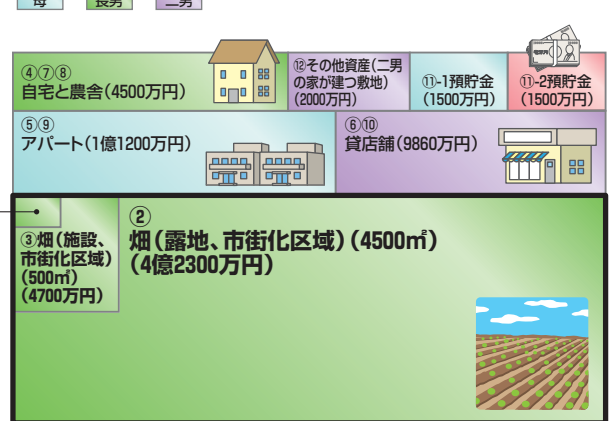 母 長男 二男
④⑦⑧
自宅と農舎(4500万円)
⑫その他資産(二男
の家が建つ敷地)
(2000万円)
⑪-1預貯金
(1500万円)
⑪-2預貯金
(1500万円)
⑤⑨
アパート(1億1200万円)
⑥⑩
貸店舗(9860万円)
③畑(施設、
市街化区域)
(500㎡)
(4700万円)
②
畑(露地、市街化区域)(4500㎡)
(4億2300万円)